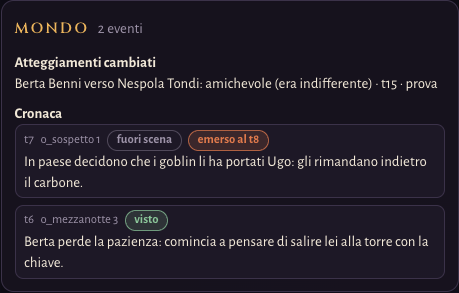 MONDO 2 eventi
Atteggiamenti cambiati
Berta Benni verso Nespola Tondi: amichevole (era indifferente) · t15 · prova
Cronaca
t7 o_sospetto 1 fuori scena emerso al t8
In paese decidono che i goblin li ha portati Ugo: gli rimandano indietro
il carbone.
t6 o_mezzanotte 3 visto
Berta perde la pazienza: comincia a pensare di salire lei alla torre con la
chiave.